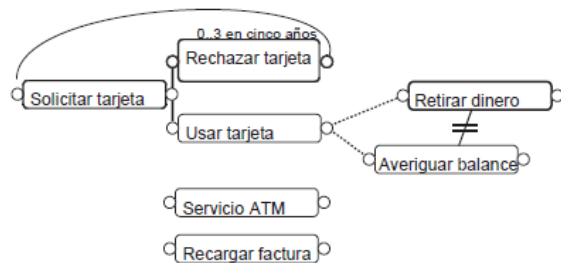 0..3 en cinco años
Rechazar tarjeta
Solicitar tarjeta
Retirar dinero
Usar tarjeta
Averiguar balance
Servicio ATM
Recargar factura